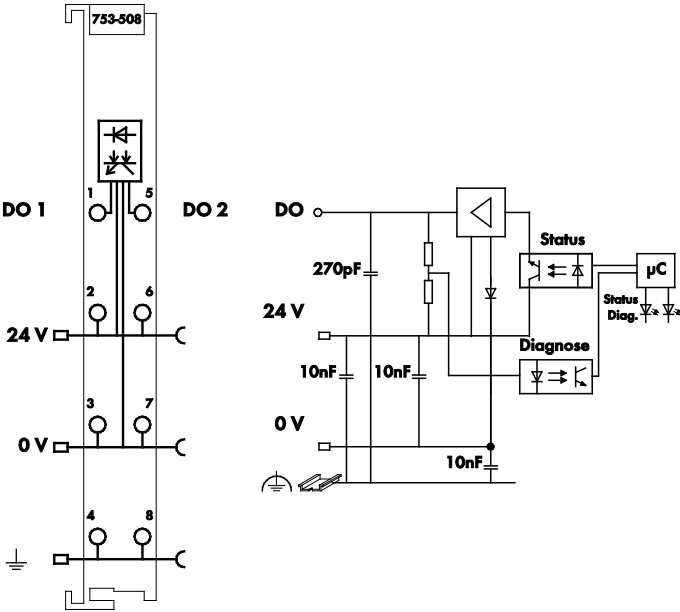 753-508
1 5
DO 1 DO 2 DO
Status
µC
270pF
Status
Diag.
2 6
24 V 24 V
Diagnose
10nF 10nF
3 7
0 V 0 V
10nF
4 8